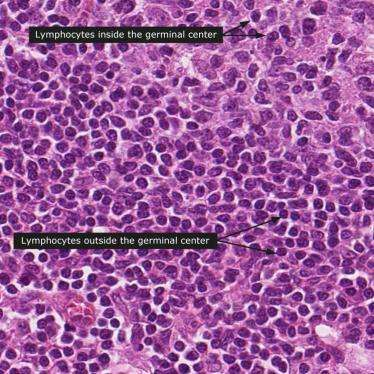 Lymphocytes inside the germinal center
Lymphocytes outside the germinal center